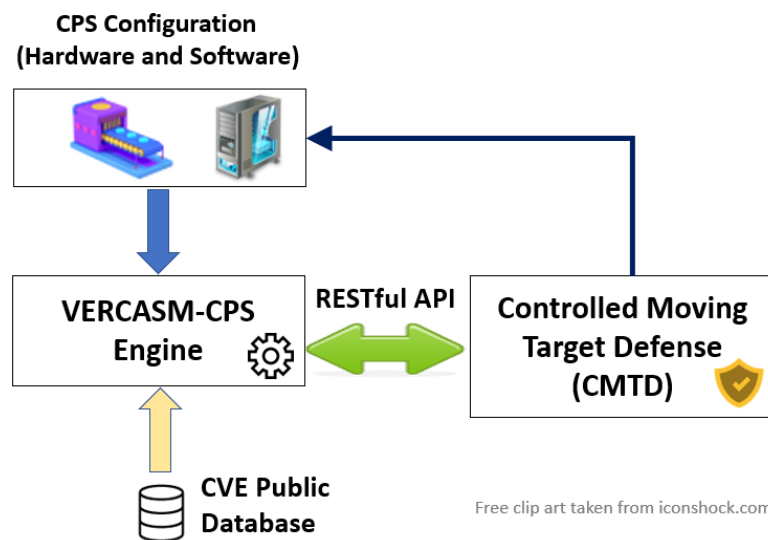 CPS Configuration
(Hardware and Software)
VERCASM-CPS
Engine
RESTful API
Controlled Moving
Target Defense
(CMTD)
CVE Public
Database
Free clip art taken from iconshock.com